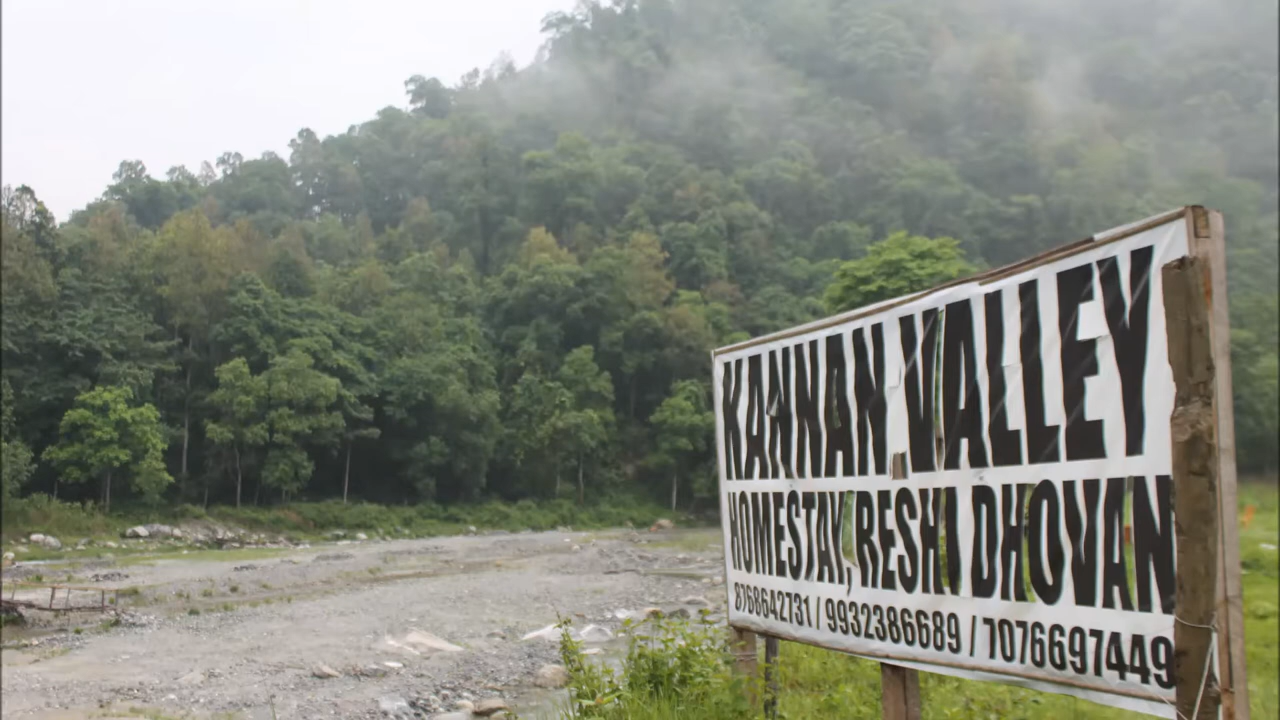 KANNAN VALLEY
HOMESTAY, RESHI DHOVAN
8768642731 / 9932386689 / 7076697449